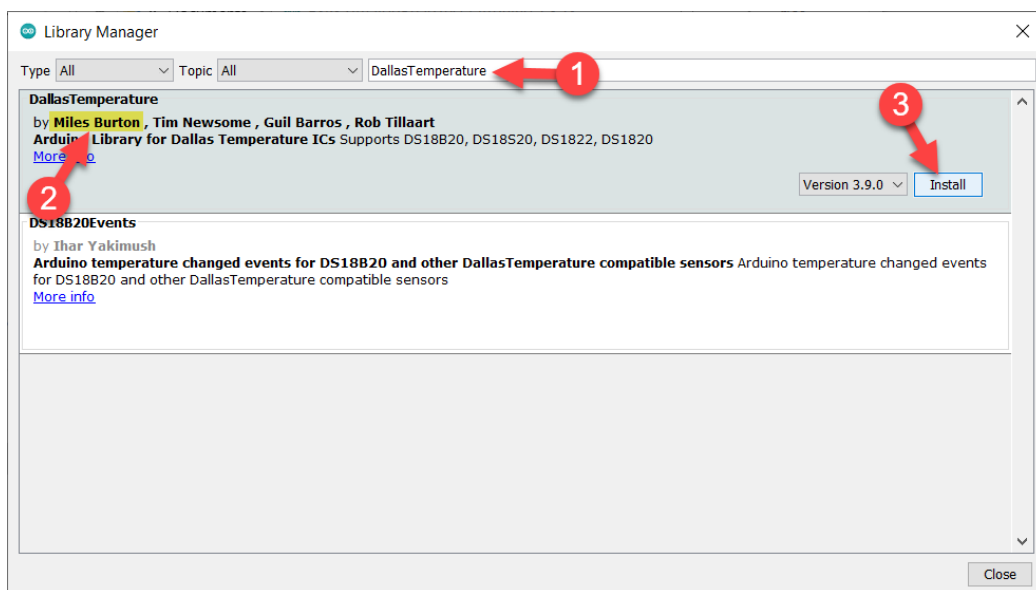 Library Manager
Type All Topic All DallasTemperature 1
DallasTemperature
3
by Miles Burton , Tim Newsome , Guil Barros , Rob Tillaart
Arduino Library for Dallas Temperature ICs Supports DS18B20, DS18S20, DS1822, DS1820
More info
2
Version 3.9.0 Install
DS18B20Events
by Ihar Yakimush
Arduino temperature changed events for DS18B20 and other DallasTemperature compatible sensors Arduino temperature changed events
for DS18B20 and other DallasTemperature compatible sensors
More info
Close